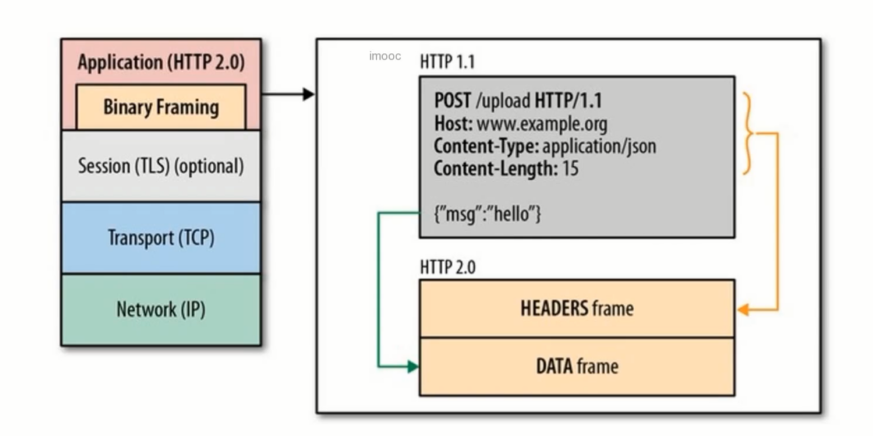 Application (HTTP 2.0)
Binary Framing
Session (TLS) (optional)
Transport (TCP)
Network (IP)
imooc
HTTP 1.1
POST /upload HTTP/1.1
Host: www.example.org
Content-Type: application/json
Content-Length: 15
{"msg":"hello"}
HTTP 2.0
HEADERS frame
DATA frame